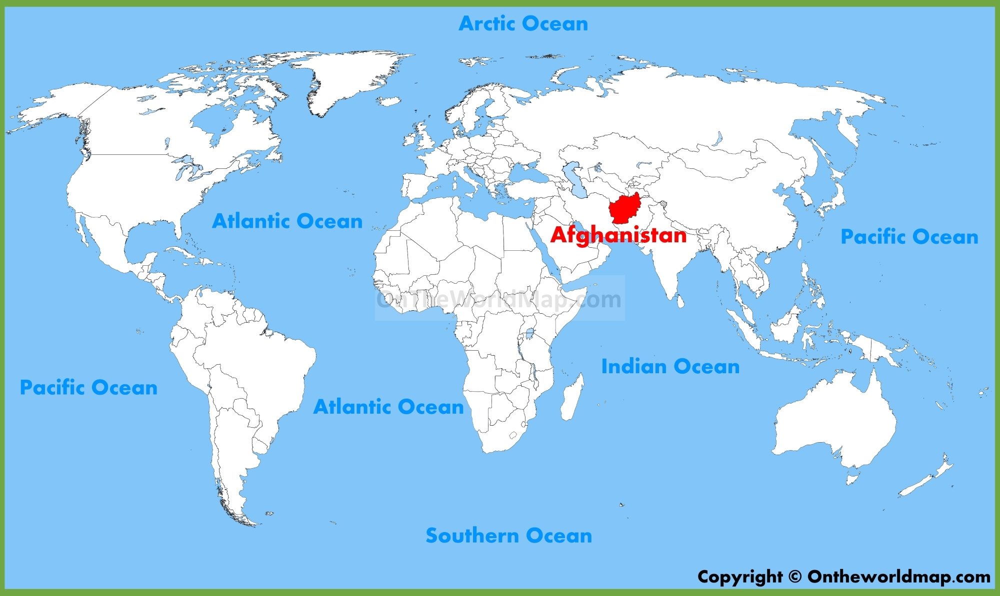 Arctic Ocean
Atlantic Ocean
Afghanistan
Pacific Ocean
OnTheWorldMap.com
Indian Ocean
Pacific Ocean
Atlantic Ocean
Southern Ocean
Copyright © Ontheworldmap.com